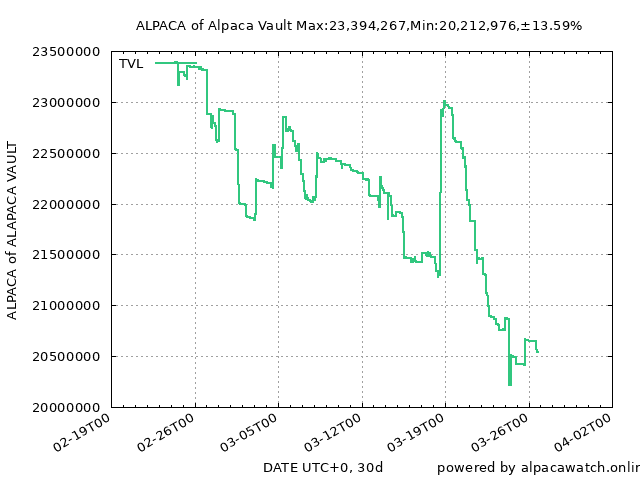 ALPACA of Alpaca Vault Max:23,394,267,Min:20,212,976,±13.59%
23500000
TVL
23000000
22500000
22000000
21500000
21000000
20500000
20000000
ALPACA of ALAPACA VAULT
02-19T00
02-26T00
03-05T00
03-12T00
03-19T00
03-26T00
04-02T00
DATE UTC+0, 30d
powered by alpacawatch.onlin